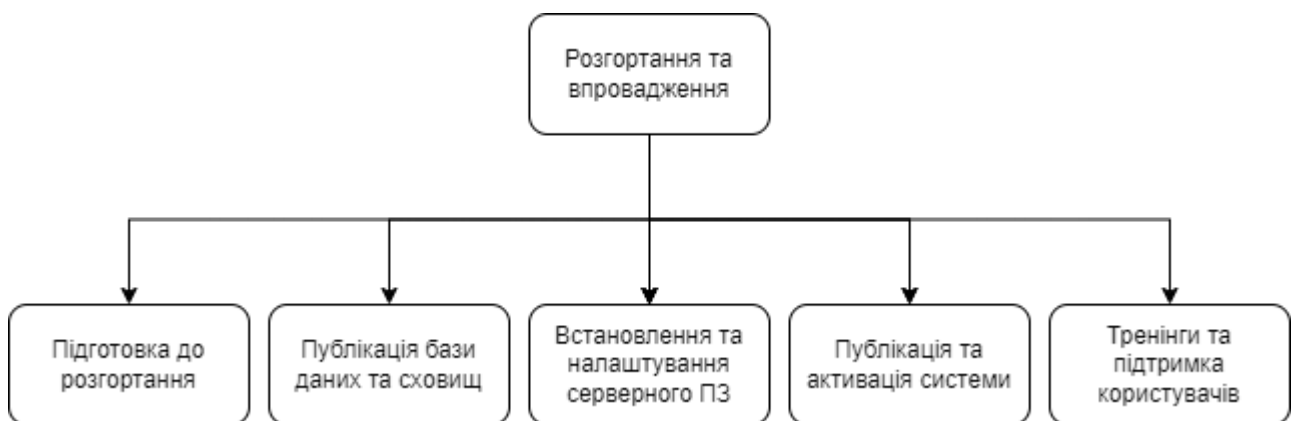 Розгортання та
впровадження
Підготовка до
розгортання
Публікація бази
даних та сховищ
Встановлення та
налаштування
серверного ПЗ
Публікація та
активація системи
Тренінги та
підтримка
користувачів